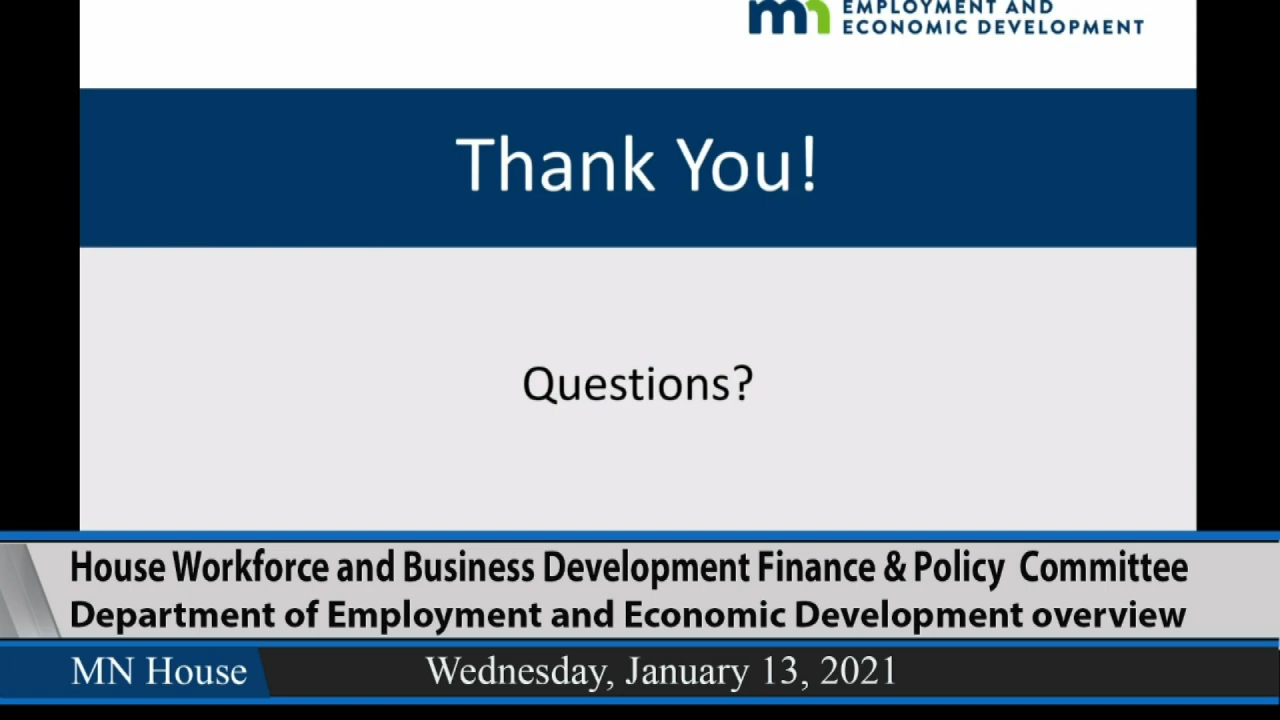 mn EMPLOYMENT AND
ECONOMIC DEVELOPMENT
Thank You!
Questions?
House Workforce and Business Development Finance & Policy Committee
Department of Employment and Economic Development overview
MN House Wednesday, January 13, 2021